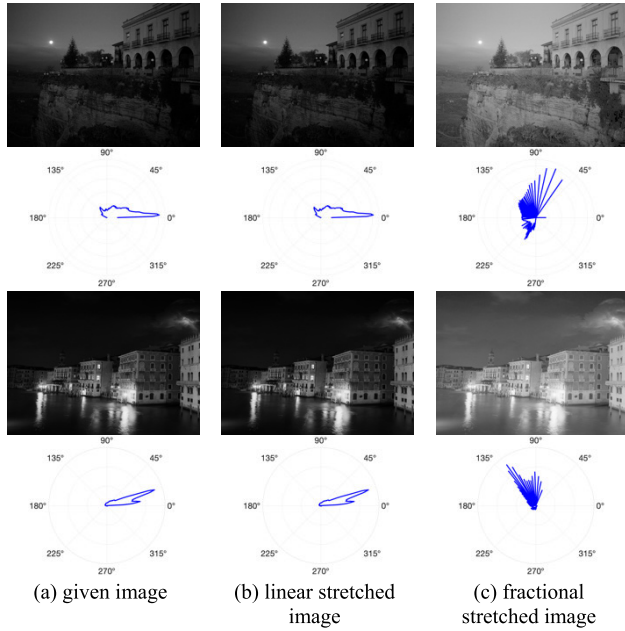 90° 90° 90°
135° 45° 135° 45° 135° 45°
180° 0° 180° 0° 180° 0°
225° 315° 225° 315° 225° 315°
270° 270° 270°
90° 90° 90°
135° 45° 135° 45° 135° 45°
180° 0° 180° 0° 180° 0°
225° 315° 225° 315° 225° 315°
270° 270° 270°
(a) given image
(b) linear stretched
image
(c) fractional
stretched image